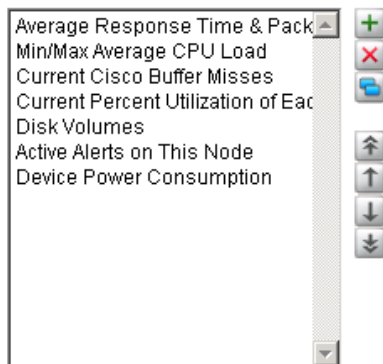 Average Response Time & Pack
Min/Max Average CPU Load
Current Cisco Buffer Misses
Current Percent Utilization of Eac
Disk Volumes
Active Alerts on This Node
Device Power Consumption